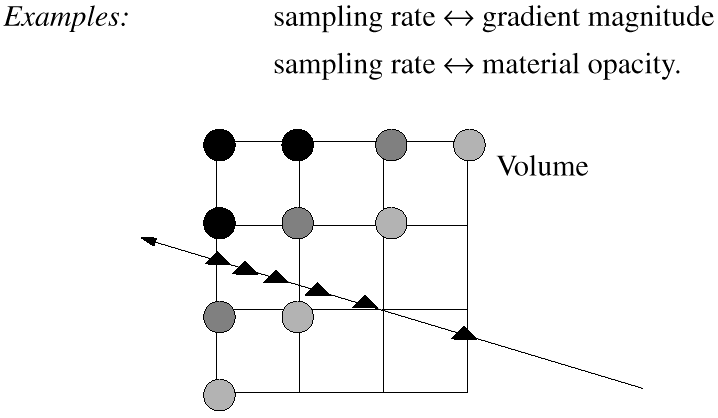 Examples: sampling rate ↔ gradient magnitude
sampling rate ↔ material opacity.
Volume